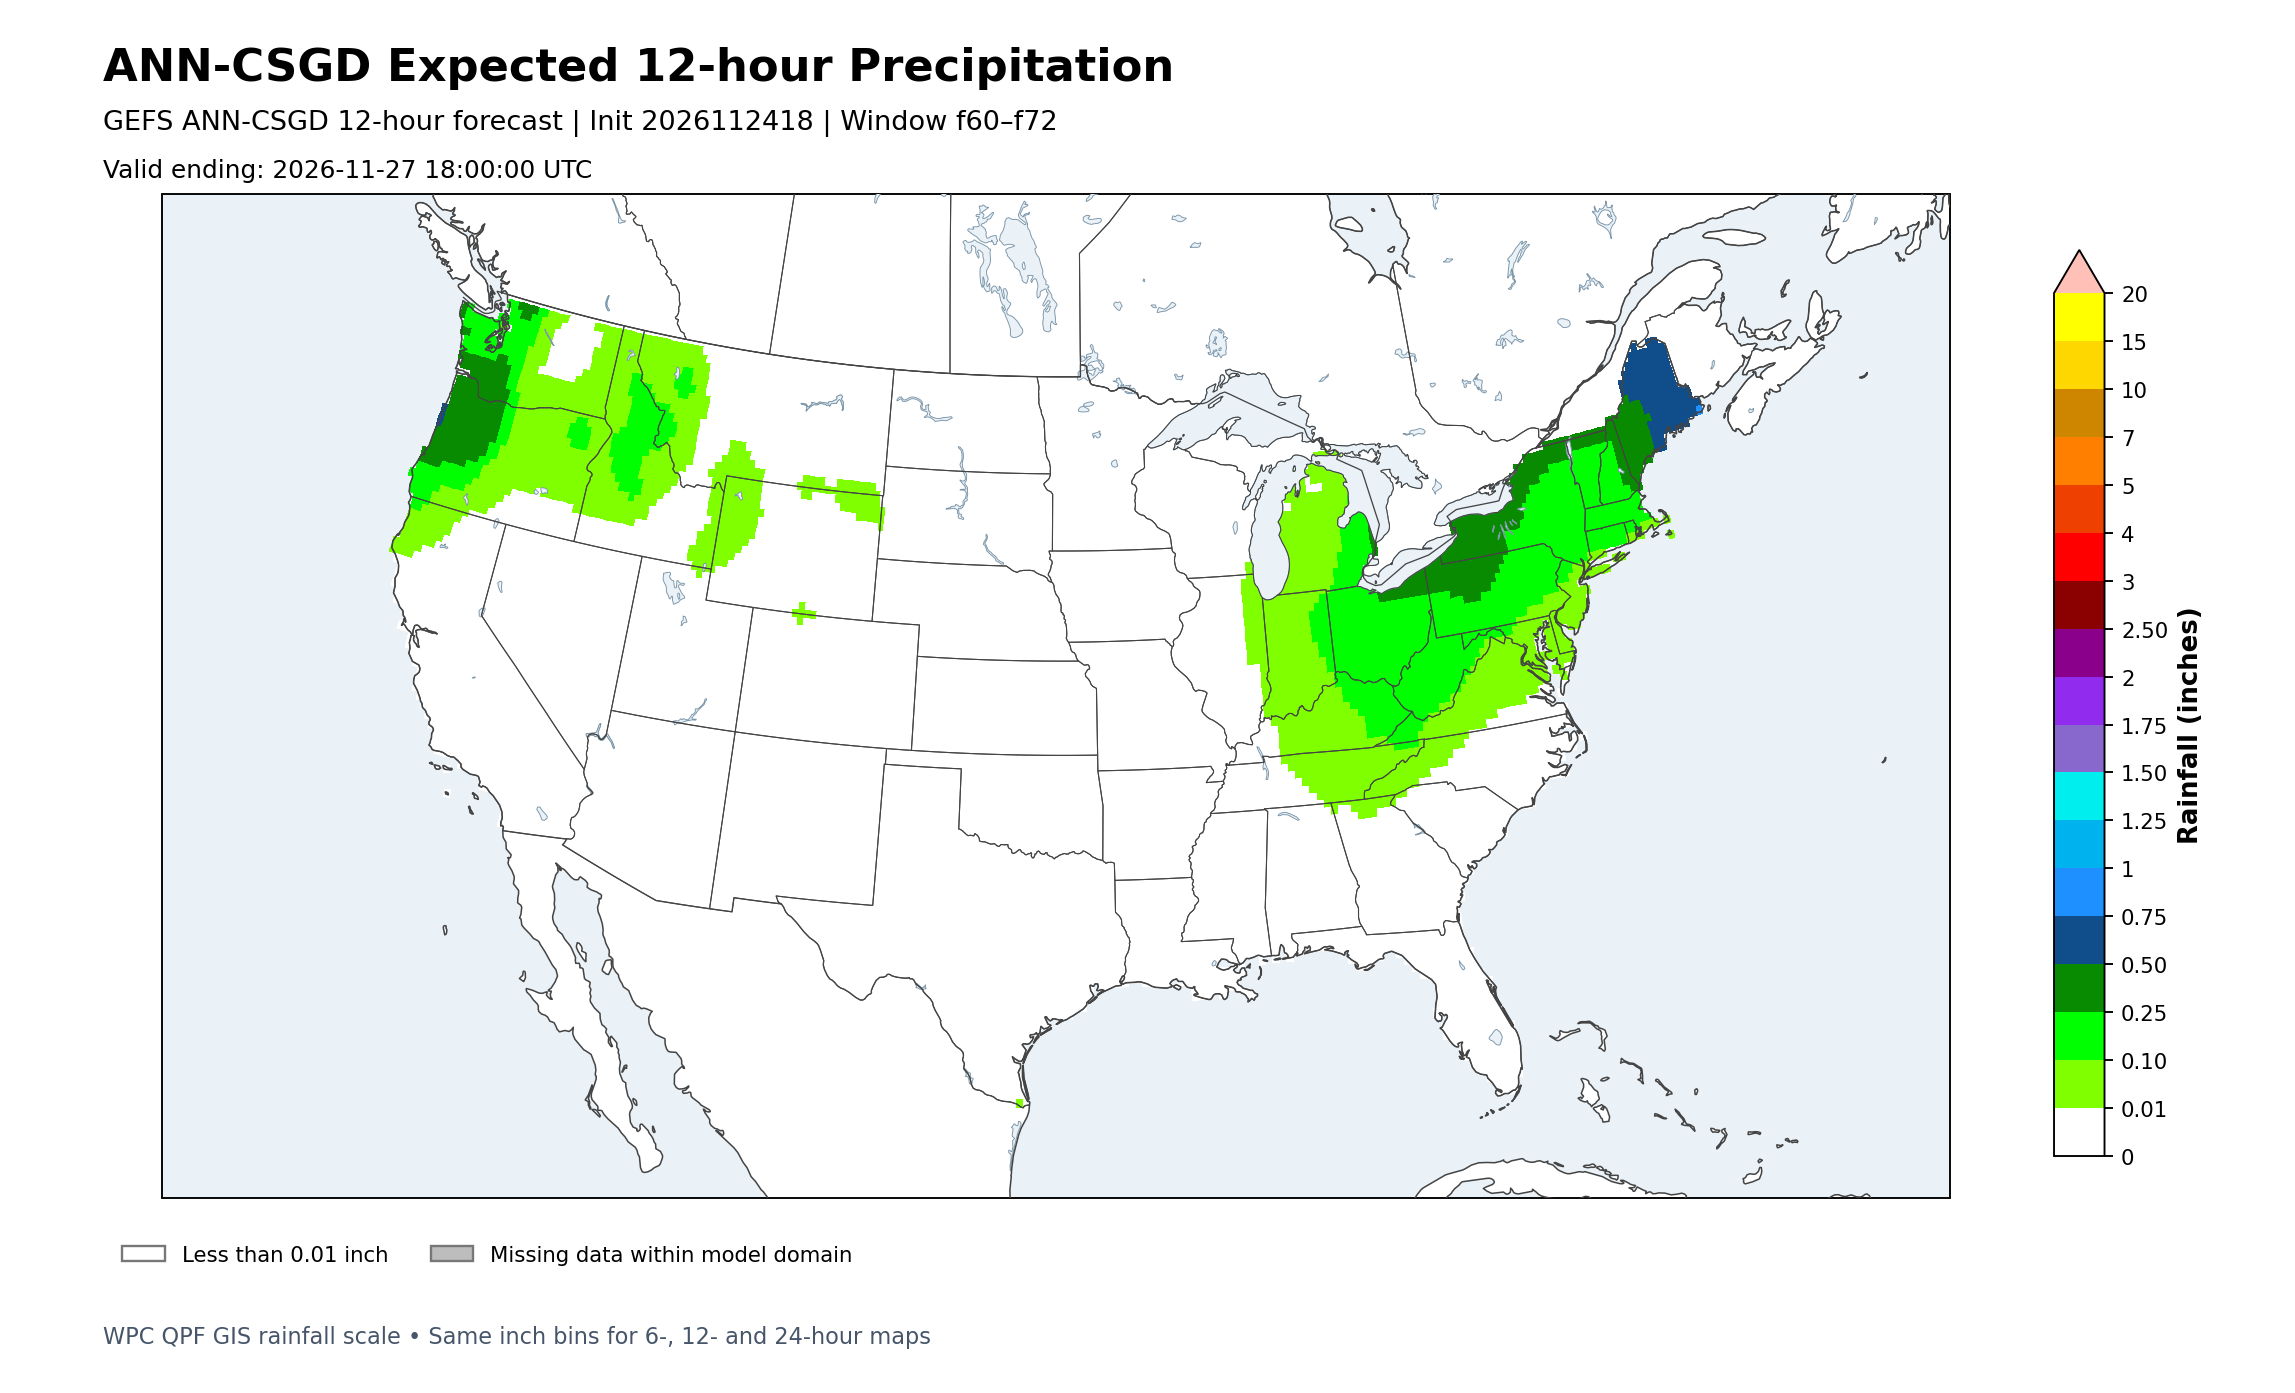 ANN-CSGD Expected 12-hour Precipitation
GEFS ANN-CSGD 12-hour forecast | Init 2026112418 | Window f60–f72
Valid ending: 2026-11-27 18:00:00 UTC
20
15
10
7
5
4
3
2.50
2
1.75
1.50
1.25
1
0.75
0.50
0.25
0.10
0.01
0
Rainfall (inches)
Less than 0.01 inch
Missing data within model domain
WPC QPF GIS rainfall scale • Same inch bins for 6-, 12- and 24-hour maps